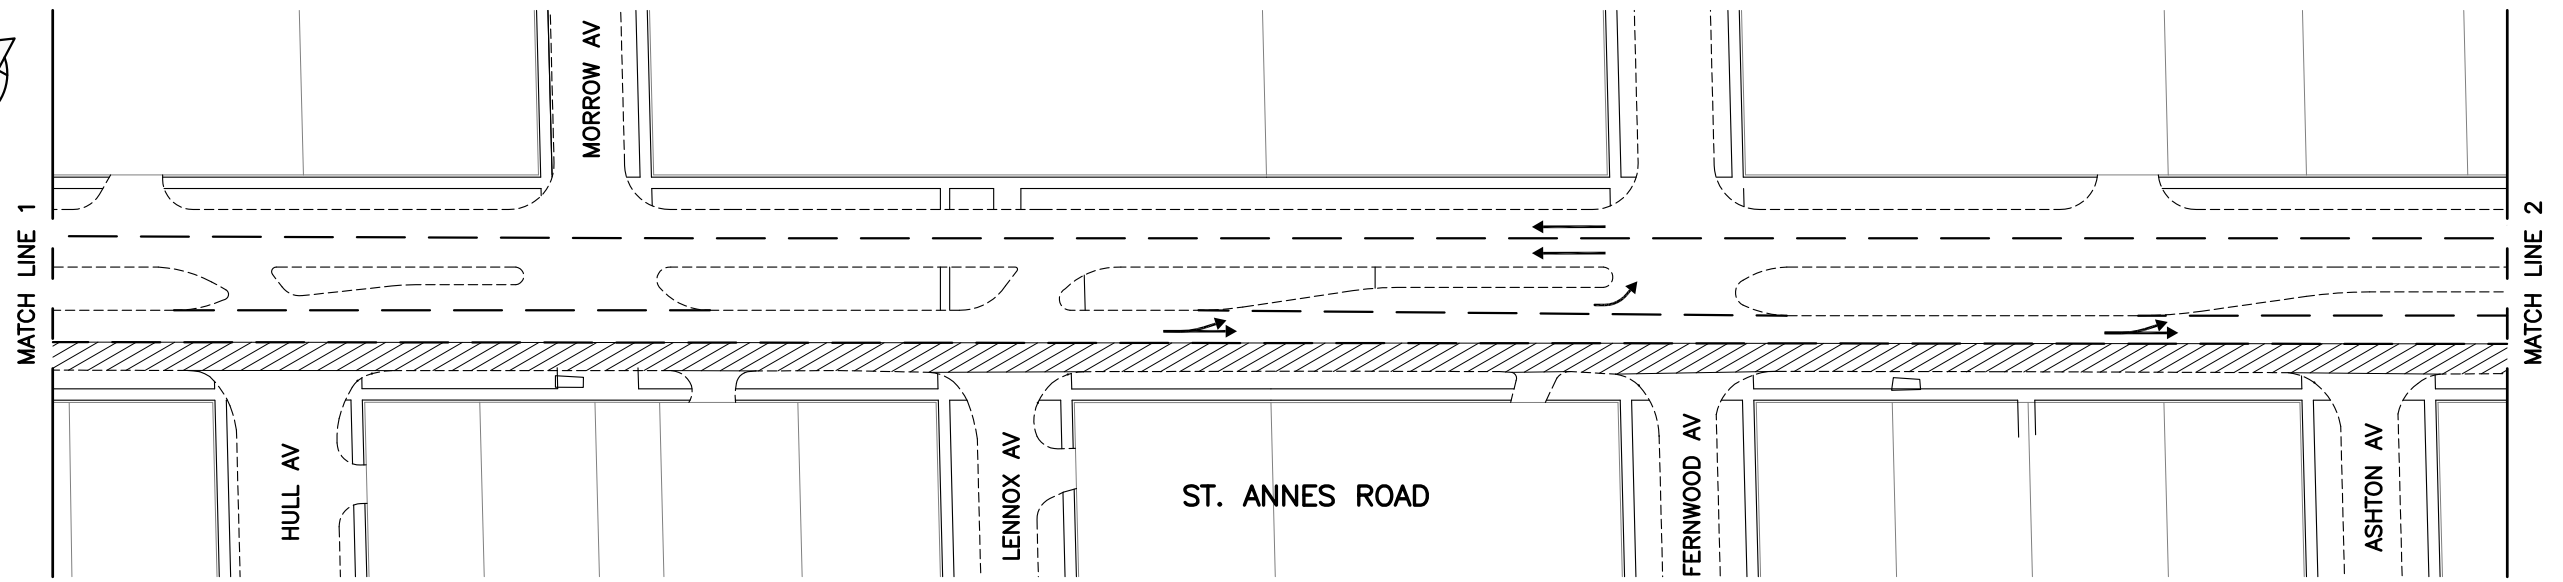 MATCH LINE 1
MORROW AV
HULL AV
LENNOX AV
ST. ANNES ROAD
FERNWOOD AV
ASHTON AV
MATCH LINE 2